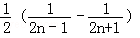 1/2 (1/(2n-1) - 1/(2n+1))